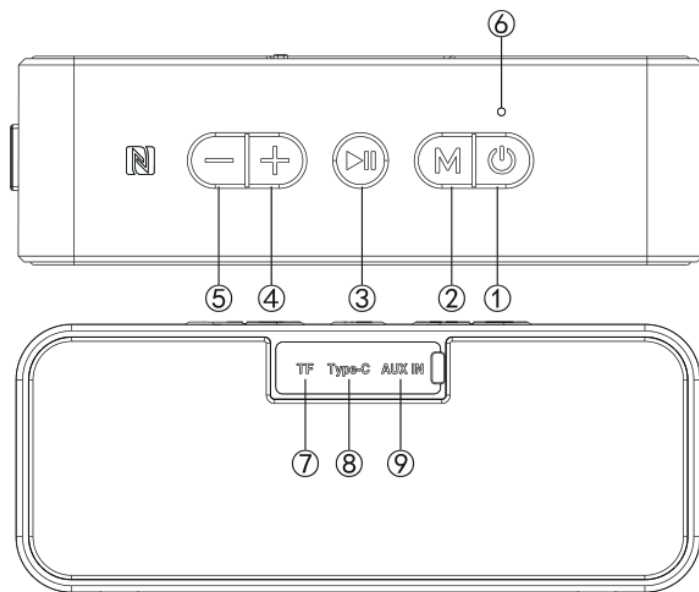 ⑥
M
⑤ ④ ③ ② ①
TF Type-C AUX IN
⑦ ⑧ ⑨